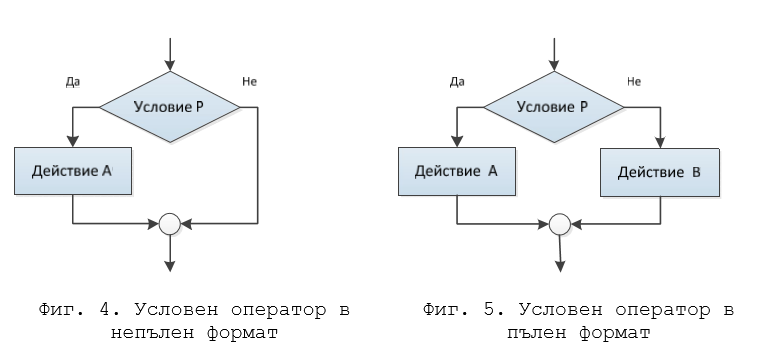 Да
Не
Условие P
Действие A
Фиг. 4. Условен оператор в
непълен формат
Да
Не
Условие P
Действие A
Действие B
Фиг. 5. Условен оператор в
пълен формат